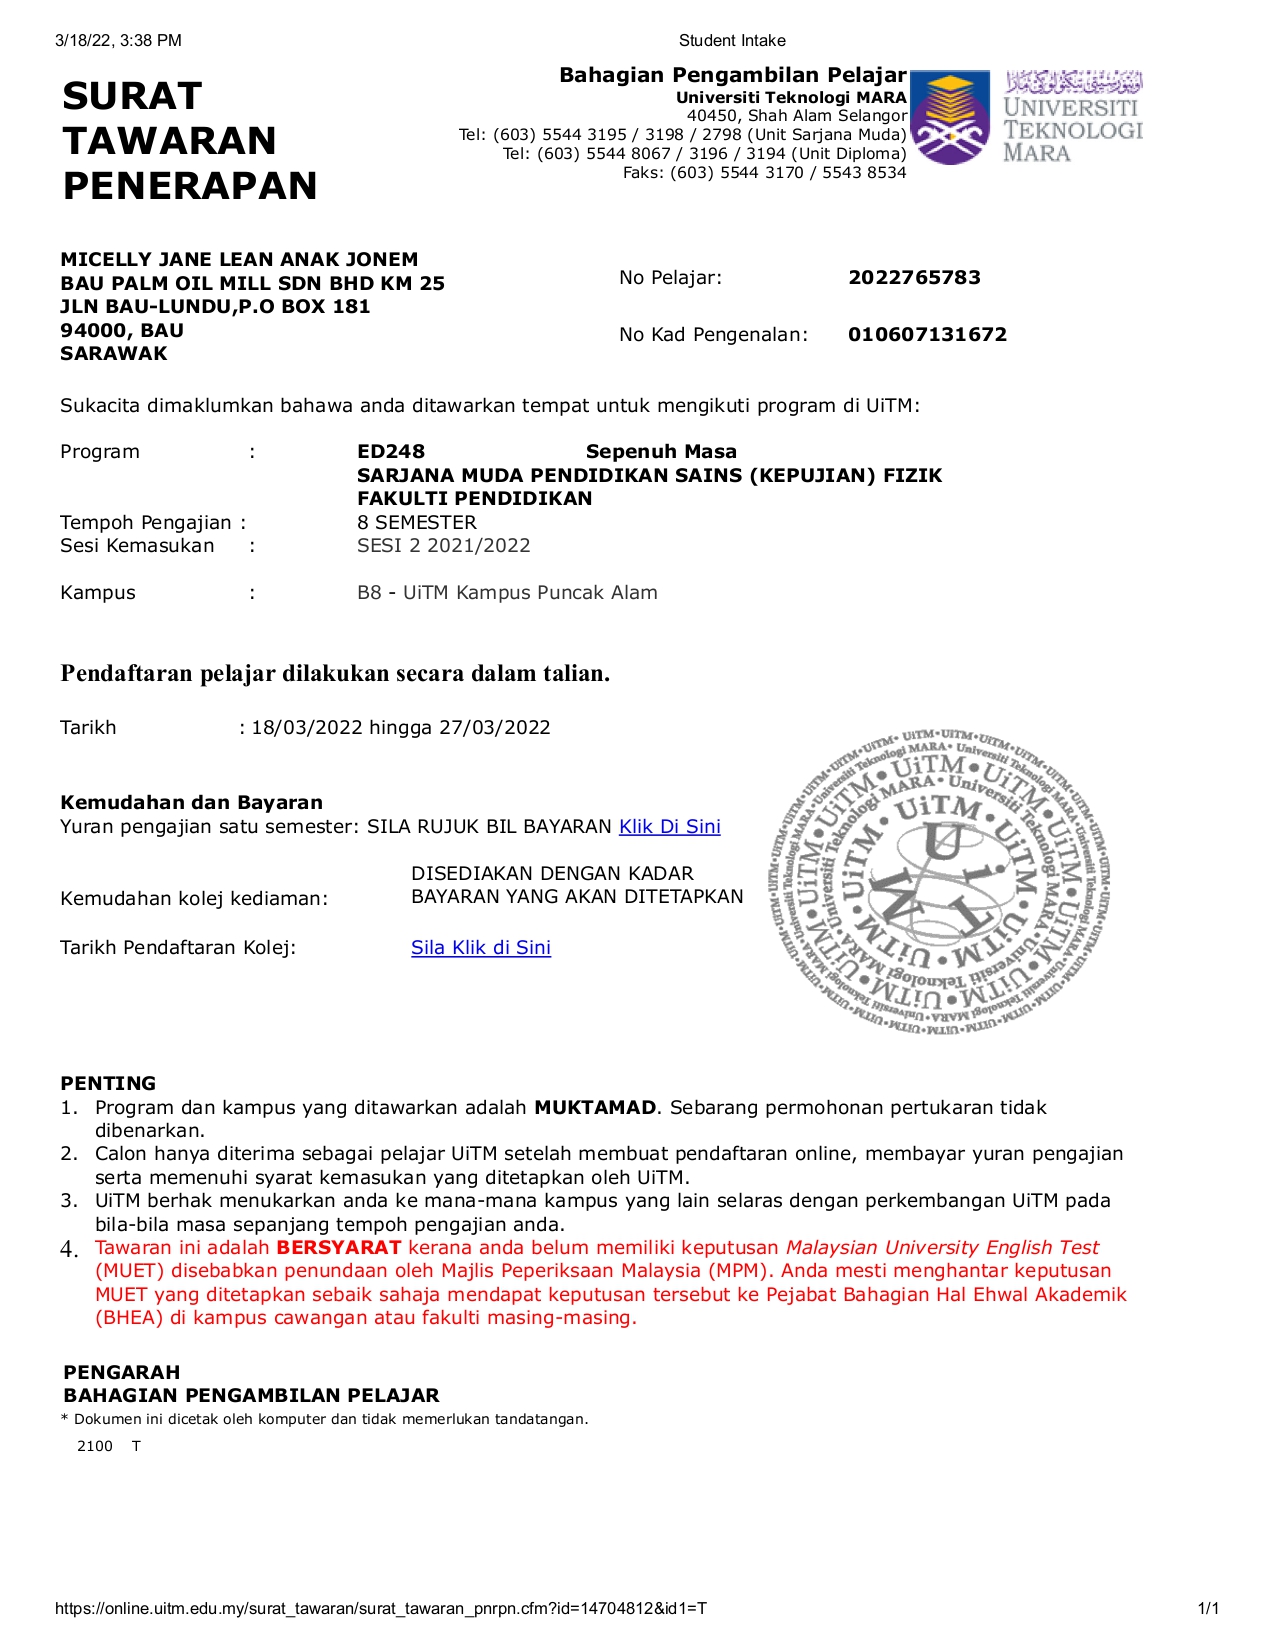 3/18/22, 3:38 PM
Student Intake
SURAT
TAWARAN
PENERAPAN
Bahagian Pengambilan Pelajar
Universiti Teknologi MARA
40450, Shah Alam Selangor
Tel: (603) 5544 3195 / 3198 / 2798 (Unit Sarjana Muda)
Tel: (603) 5544 8067 / 3196 / 3194 (Unit Diploma)
Faks: (603) 5544 3170 / 5543 8534
UNIVERSITI
TEKNOLOGI
MARA
MICELLY JANE LEAN ANAK JONEM
BAU PALM OIL MILL SDN BHD KM 25
JLN BAU-LUNDU,P.O BOX 181
94000, BAU
SARAWAK
No Pelajar: 2022765783
No Kad Pengenalan: 010607131672
Sukacita dimaklumkan bahawa anda ditawarkan tempat untuk mengikuti program di UiTM:
Program : ED248 Sepenuh Masa
SARJANA MUDA PENDIDIKAN SAINS (KEPUJIAN) FIZIK
FAKULTI PENDIDIKAN
Tempoh Pengajian : 8 SEMESTER
Sesi Kemasukan : SESI 2 2021/2022
Kampus : B8 - UiTM Kampus Puncak Alam
Pendaftaran pelajar dilakukan secara dalam talian.
Tarikh : 18/03/2022 hingga 27/03/2022
Kemudahan dan Bayaran
Yuran pengajian satu semester: SILA RUJUK BIL BAYARAN Klik Di Sini
DISEDIAKAN DENGAN KADAR
Kemudahan kolej kediaman: BAYARAN YANG AKAN DITETAPKAN
Tarikh Pendaftaran Kolej: Sila Klik di Sini
UiTM
PENTING
1. Program dan kampus yang ditawarkan adalah MUKTAMAD. Sebarang permohonan pertukaran tidak
dibenarkan.
2. Calon hanya diterima sebagai pelajar UiTM setelah membuat pendaftaran online, membayar yuran pengajian
serta memenuhi syarat kemasukan yang ditetapkan oleh UiTM.
3. UiTM berhak menukarkan anda ke mana-mana kampus yang lain selaras dengan perkembangan UiTM pada
bila-bila masa sepanjang tempoh pengajian anda.
4. Tawaran ini adalah BERSYARAT kerana anda belum memiliki keputusan Malaysian University English Test
(MUET) disebabkan penundaan oleh Majlis Peperiksaan Malaysia (MPM). Anda mesti menghantar keputusan
MUET yang ditetapkan sebaik sahaja mendapat keputusan tersebut ke Pejabat Bahagian Hal Ehwal Akademik
(BHEA) di kampus cawangan atau fakulti masing-masing.
PENGARAH
BAHAGIAN PENGAMBILAN PELAJAR
* Dokumen ini dicetak oleh komputer dan tidak memerlukan tandatangan.
2100 T
https://online.uitm.edu.my/surat_tawaran/surat_tawaran_pnrpn.cfm?id=14704812&id1=T
1/1